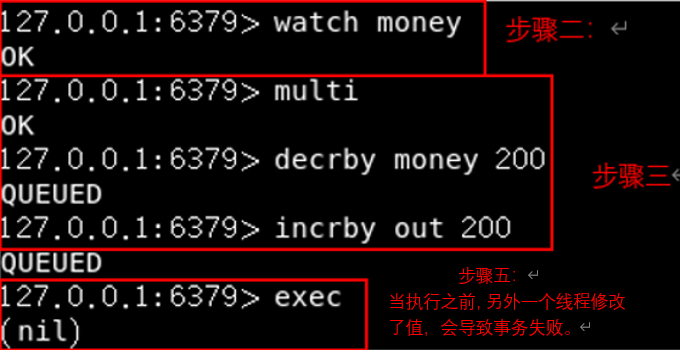 127.0.0.1:6379> watch money
步骤二：↵
OK
127.0.0.1:6379> multi
OK
127.0.0.1:6379> decrby money 200
步骤三↵
QUEUED
127.0.0.1:6379> incrby out 200
QUEUED
127.0.0.1:6379> exec
(nil)
步骤五：↵
当执行之前,另外一个线程修改
了值，会导致事务失败。↵